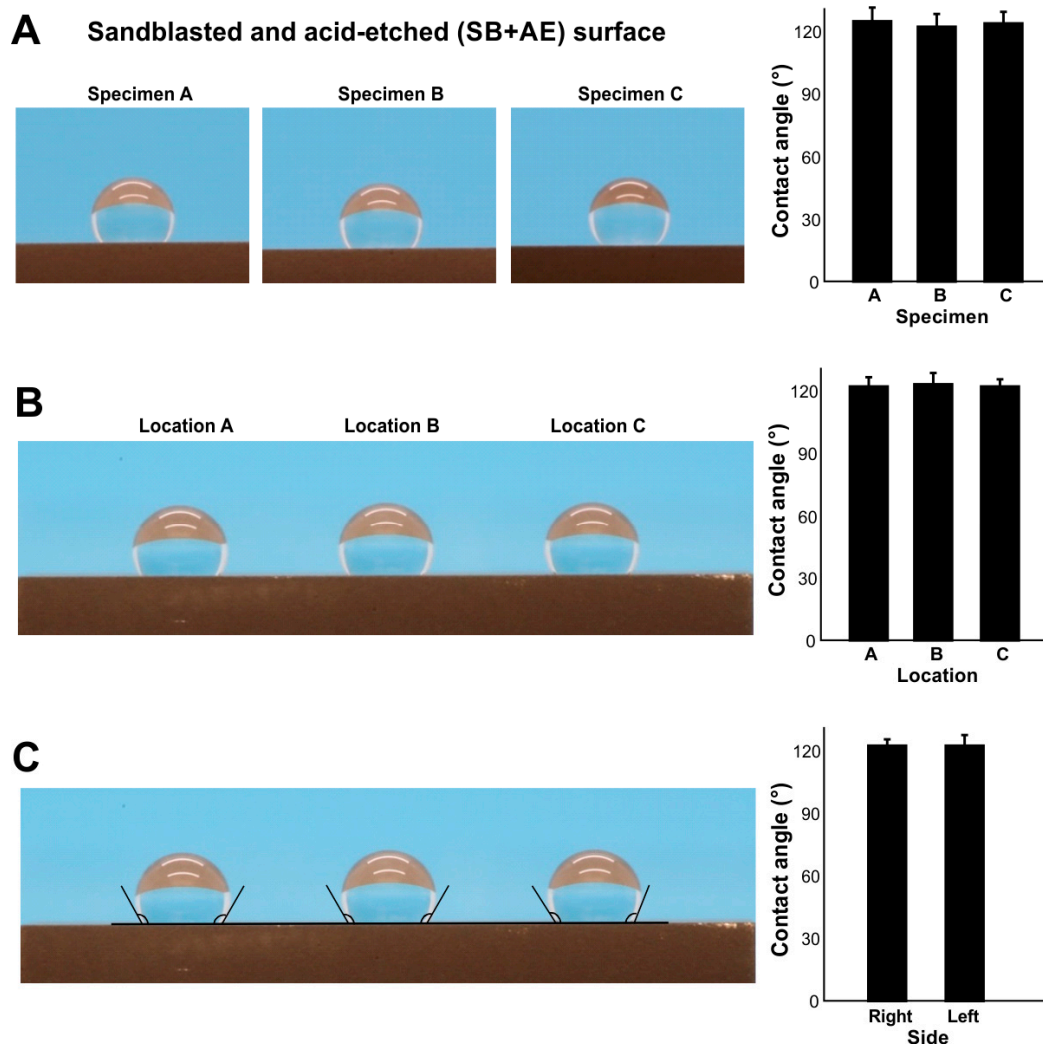 A
Sandblasted and acid-etched (SB+AE) surface
Specimen A
Specimen B
Specimen C
Contact angle (°)
120
90
60
30
0
A B C
Specimen
B
Location A
Location B
Location C
Contact angle (°)
120
90
60
30
0
A B C
Location
C
Contact angle (°)
120
90
60
30
0
Right Left
Side